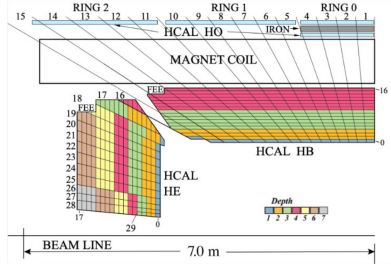 RING 2 RING 1 RING 0
15 14 13 12 11 10 9 8 7 6 5 4 3 2 1
HCAL HO IRON
MAGNET COIL
18 17 16 FEE 16
FEE
19
20
21
22
23
24
25
26
27
28
17 29 0
HCAL
HE
HCAL HB 0
Depth
1 2 3 4 5 6 7
BEAM LINE 7.0 m